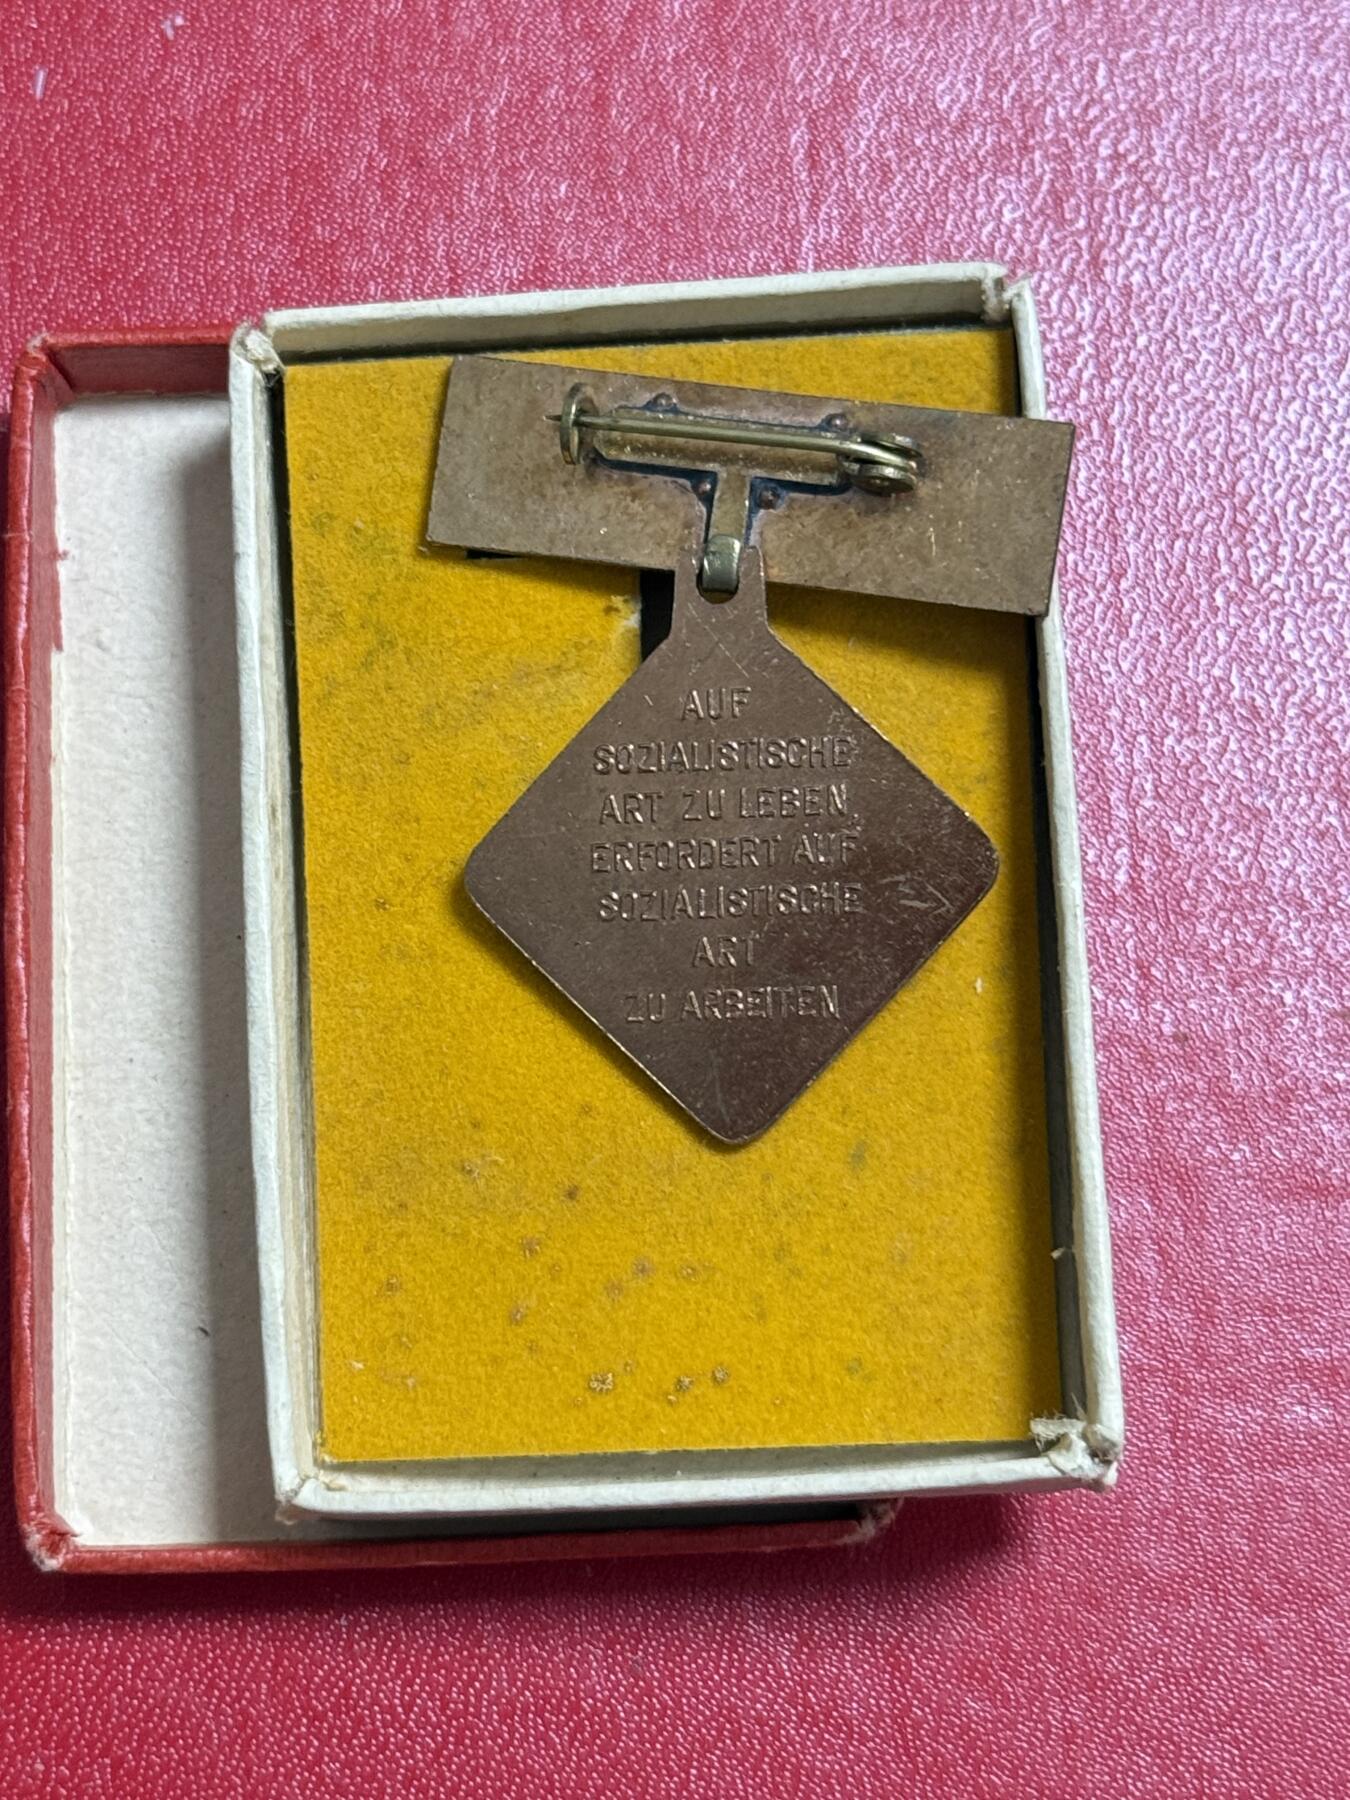 AUF
SOZIALISTISCHE
ART ZU LEBEN
ERFORDERT AUF
SOZIALISTISCHE
ART
ZU ARBEITEN